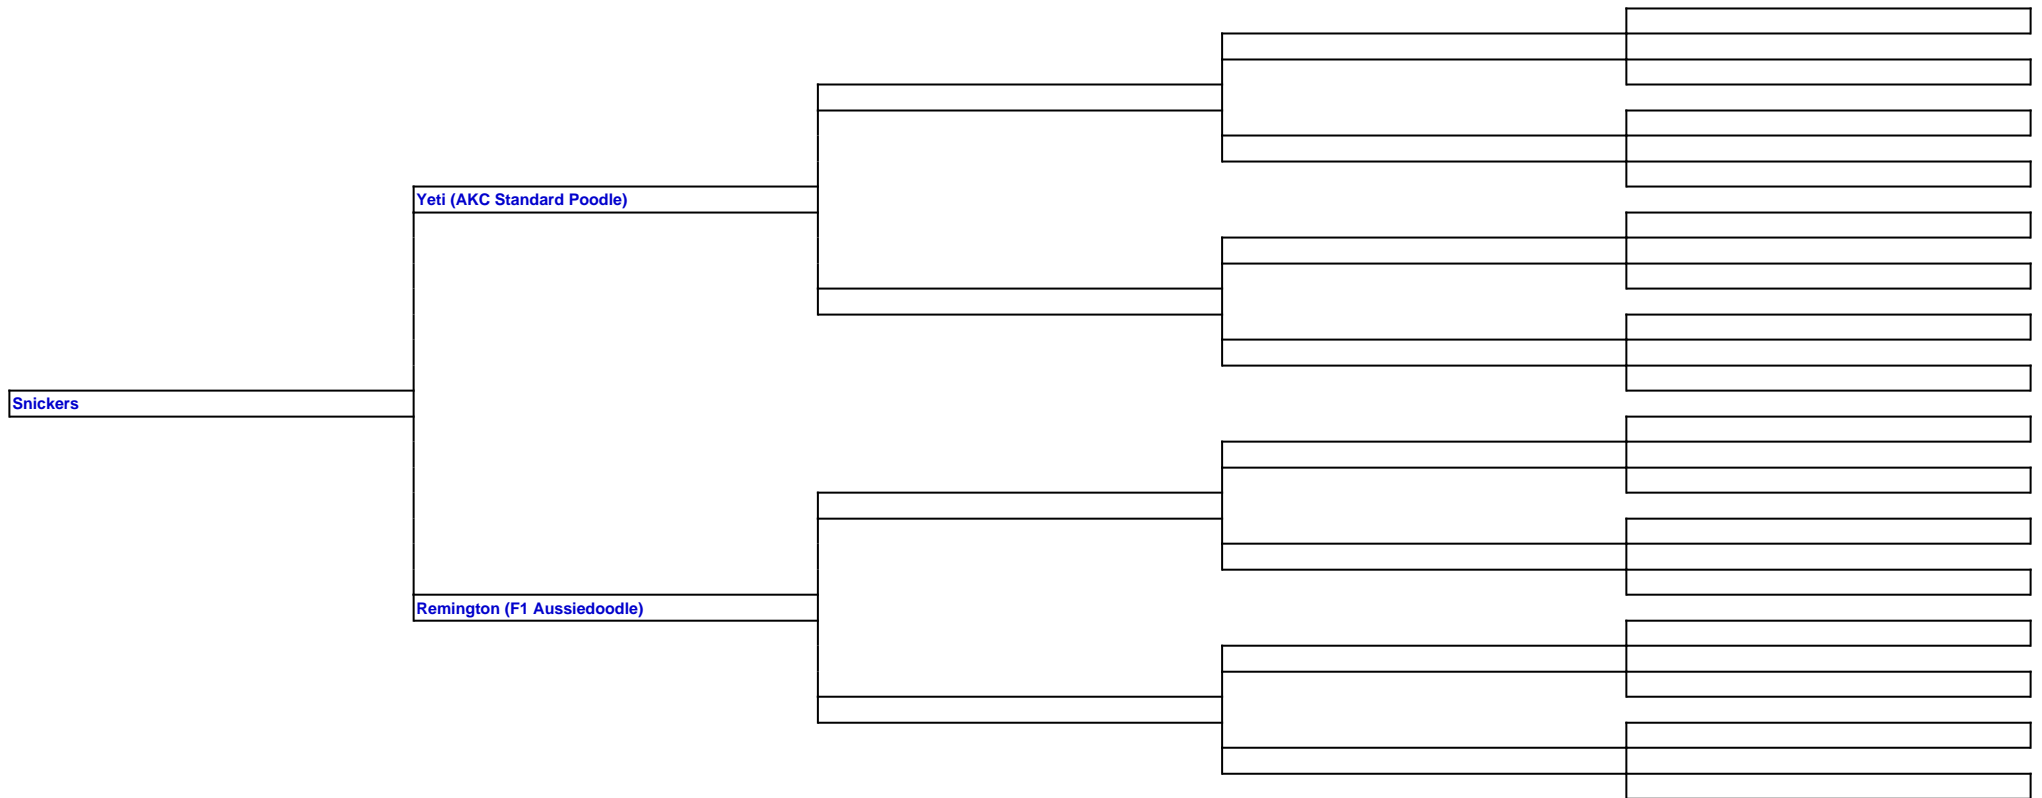 Yeti (AKC Standard Poodle)
Snickers
Remington (F1 Aussiedoodle)